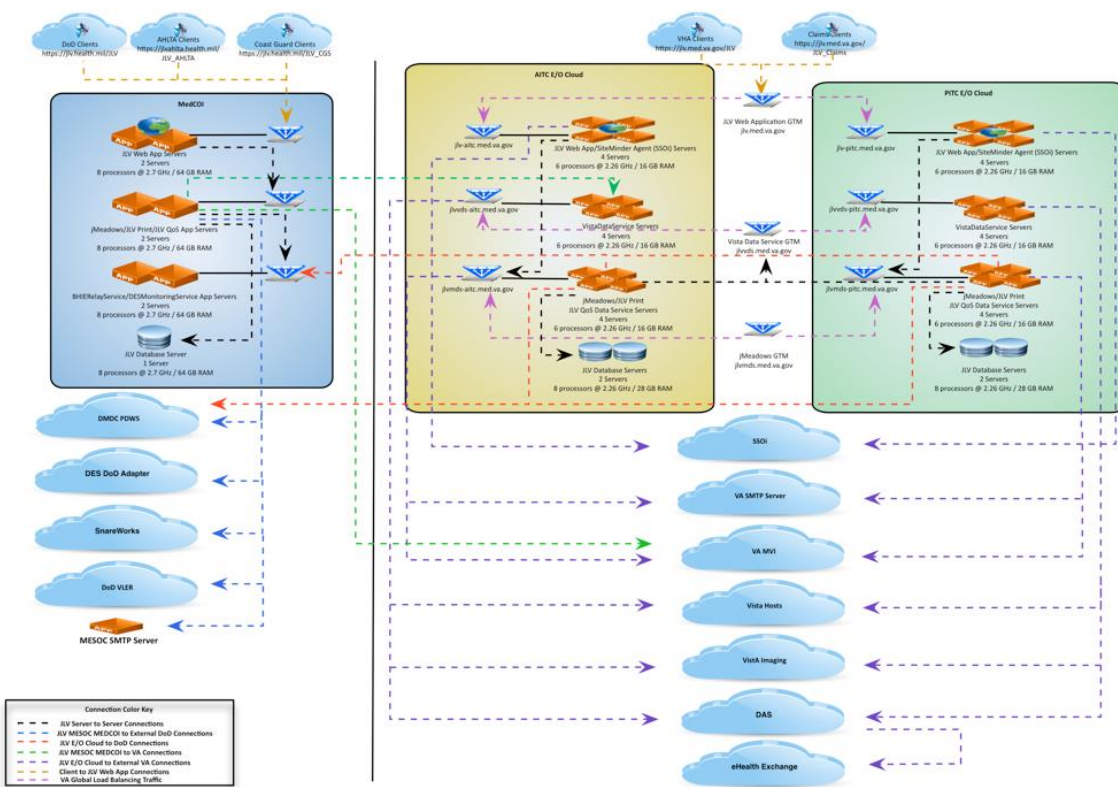 DoD Clients
https://jlv.health.mil/JLV
AHLTA Clients
https://jlvahlta.health.mil/
JLV_AHLTA
Coast Guard Clients
https://jlv.health.mil/JLV_CGS
VHA Clients
https://jlv.med.va.gov/JLV
Claims Clients
https://jlv.med.va.gov/
JLV_Claims
MedCOI
APP APP
JLV Web App Servers
2 Servers
8 processors @ 2.7 GHz / 64 GB RAM
APP APP
jMeadows/JLV Print/JLV QoS App Servers
2 Servers
8 processors @ 2.7 GHz / 64 GB RAM
APP APP
BHIERelayService/DESMonitoringService App Servers
2 Servers
8 processors @ 2.7 GHz / 64 GB RAM
JLV Database Server
1 Server
8 processors @ 2.7 GHz / 64 GB RAM
AITC E/O Cloud
jlv-aitc.med.va.gov
JLV Web App/SiteMinder Agent (SSOi) Servers
4 Servers
6 processors @ 2.26 GHz / 16 GB RAM
jlvvds-aitc.med.va.gov
VistaDataService Servers
4 Servers
6 processors @ 2.26 GHz / 16 GB RAM
jlvmds-aitc.med.va.gov
jMeadows/JLV Print
JLV QoS Data Service Servers
4 Servers
6 processors @ 2.26 GHz / 16 GB RAM
JLV Database Servers
2 Servers
8 processors @ 2.26 GHz / 28 GB RAM
JLV Web Application GTM
jlv.med.va.gov
Vista Data Service GTM
jlvvds.med.va.gov
jMeadows GTM
jlvmds.med.va.gov
PITC E/O Cloud
jlv-pitc.med.va.gov
JLV Web App/SiteMinder Agent (SSOi) Servers
4 Servers
6 processors @ 2.26 GHz / 16 GB RAM
jlvvds-pitc.med.va.gov
VistaDataService Servers
4 Servers
6 processors @ 2.26 GHz / 16 GB RAM
jlvmds-pitc.med.va.gov
jMeadows/JLV Print
JLV QoS Data Service Servers
4 Servers
6 processors @ 2.26 GHz / 16 GB RAM
JLV Database Servers
2 Servers
8 processors @ 2.26 GHz / 28 GB RAM
DMDC PDWS
DES DoD Adapter
SnareWorks
DoD VLER
APP
MESOC SMTP Server
SSOi
VA SMTP Server
VA MVI
Vista Hosts
VistA Imaging
DAS
eHealth Exchange
Connection Color Key
JLV Server to Server Connections
JLV MESOC MEDCOI to External DoD Connections
JLV E/O Cloud to DoD Connections
JLV MESOC MEDCOI to VA Connections
JLV E/O Cloud to External VA Connections
Client to JLV Web App Connections
VA Global Load Balancing Traffic